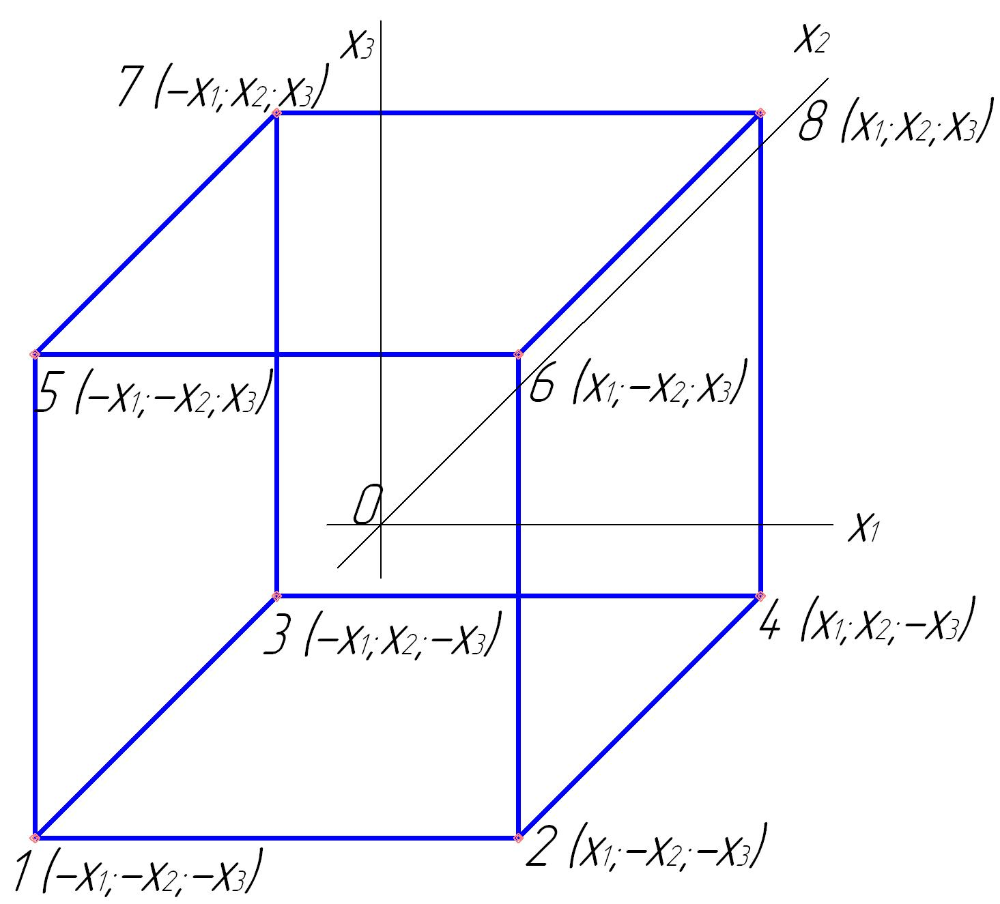 x3
x2
7 (-x1; x2; x3)
8 (x1; x2; x3)
5 (-x1; -x2; x3)
6 (x1; -x2; x3)
0
x1
3 (-x1; x2; -x3)
4 (x1; x2; -x3)
1 (-x1; -x2; -x3)
2 (x1; -x2; -x3)